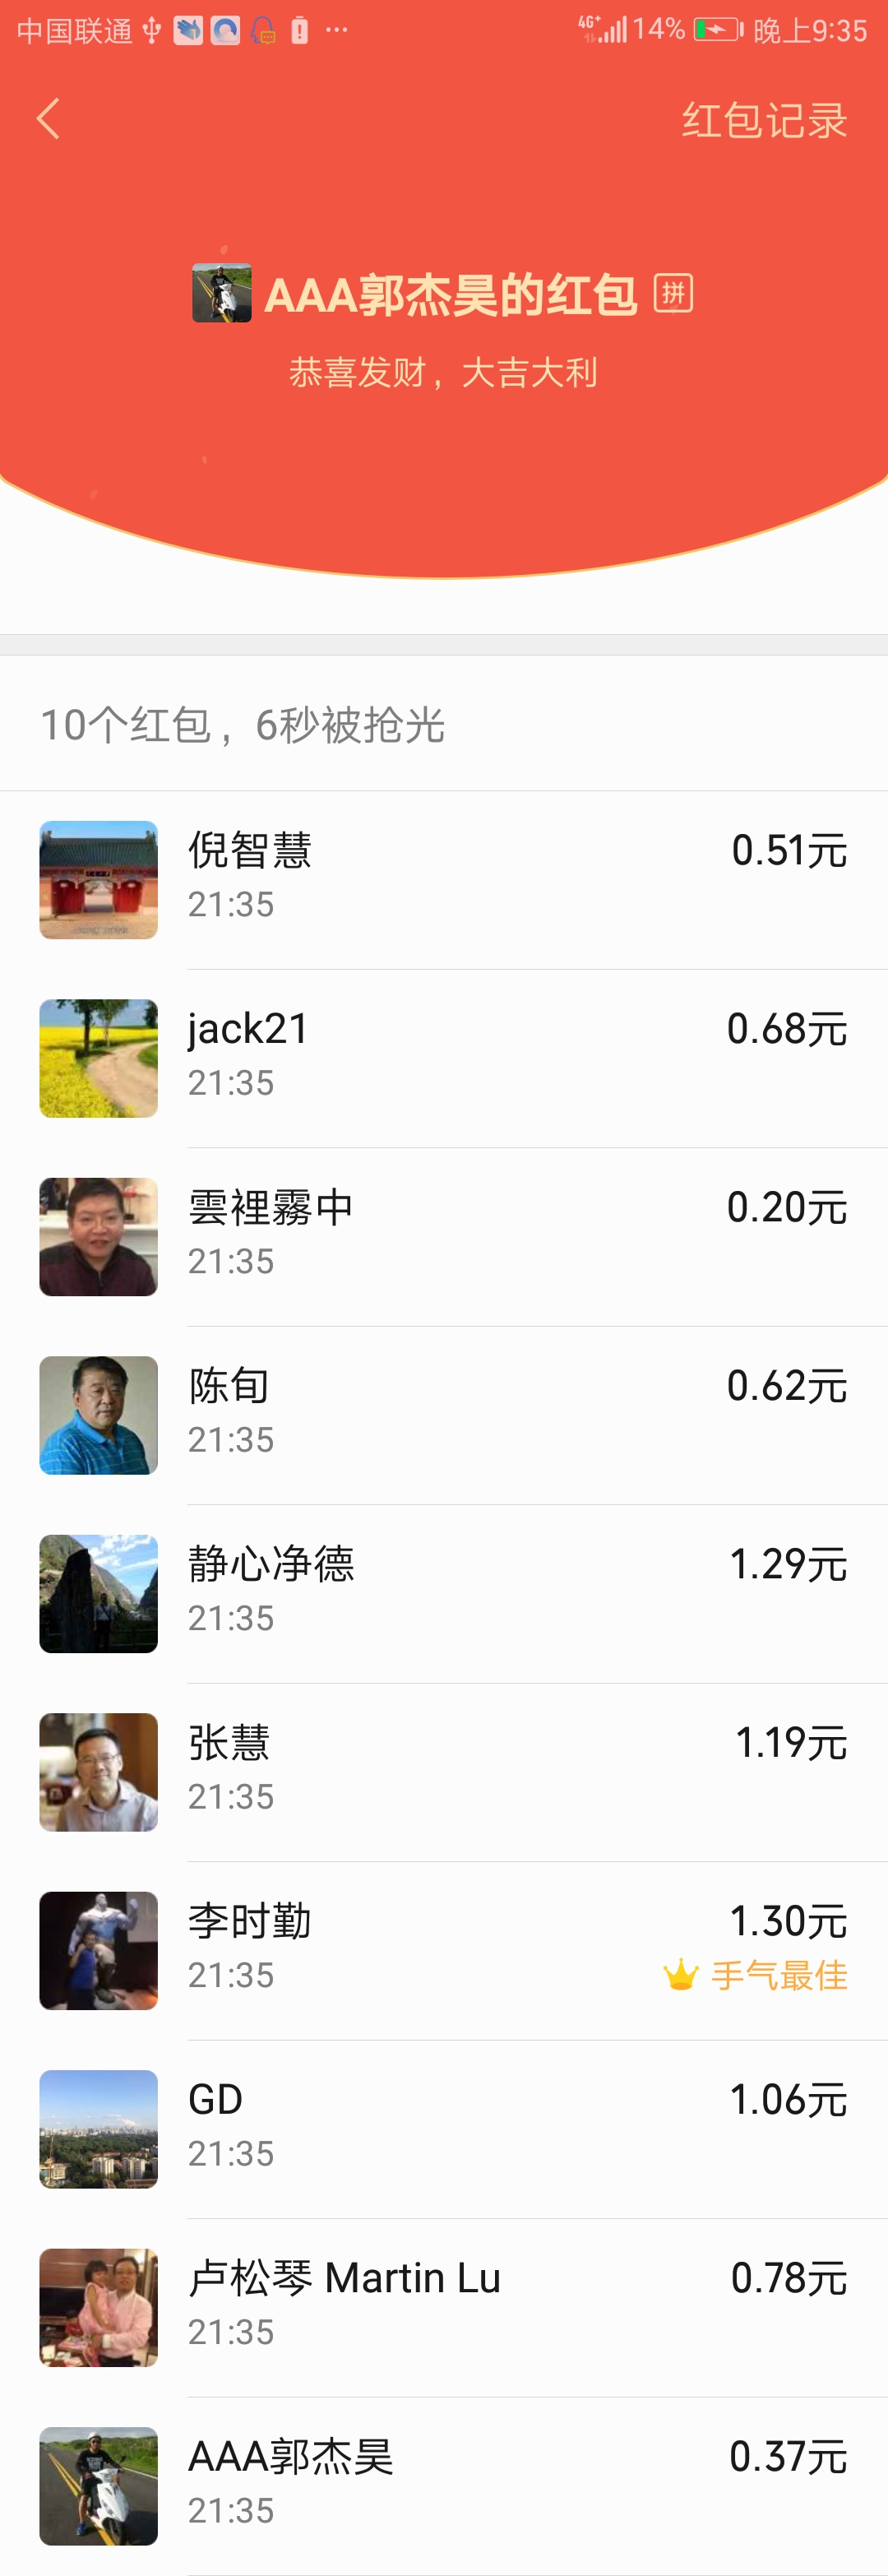 中国联通 4G+ 14% 晚上9:35
红包记录
AAA郭杰昊的红包 拼
恭喜发财，大吉大利
10个红包，6秒被抢光
倪智慧 0.51元
21:35
jack21 0.68元
21:35
雲裡霧中 0.20元
21:35
陈旬 0.62元
21:35
静心净德 1.29元
21:35
张慧 1.19元
21:35
李时勤 1.30元
21:35 手气最佳
GD 1.06元
21:35
卢松琴 Martin Lu 0.78元
21:35
AAA郭杰昊 0.37元
21:35